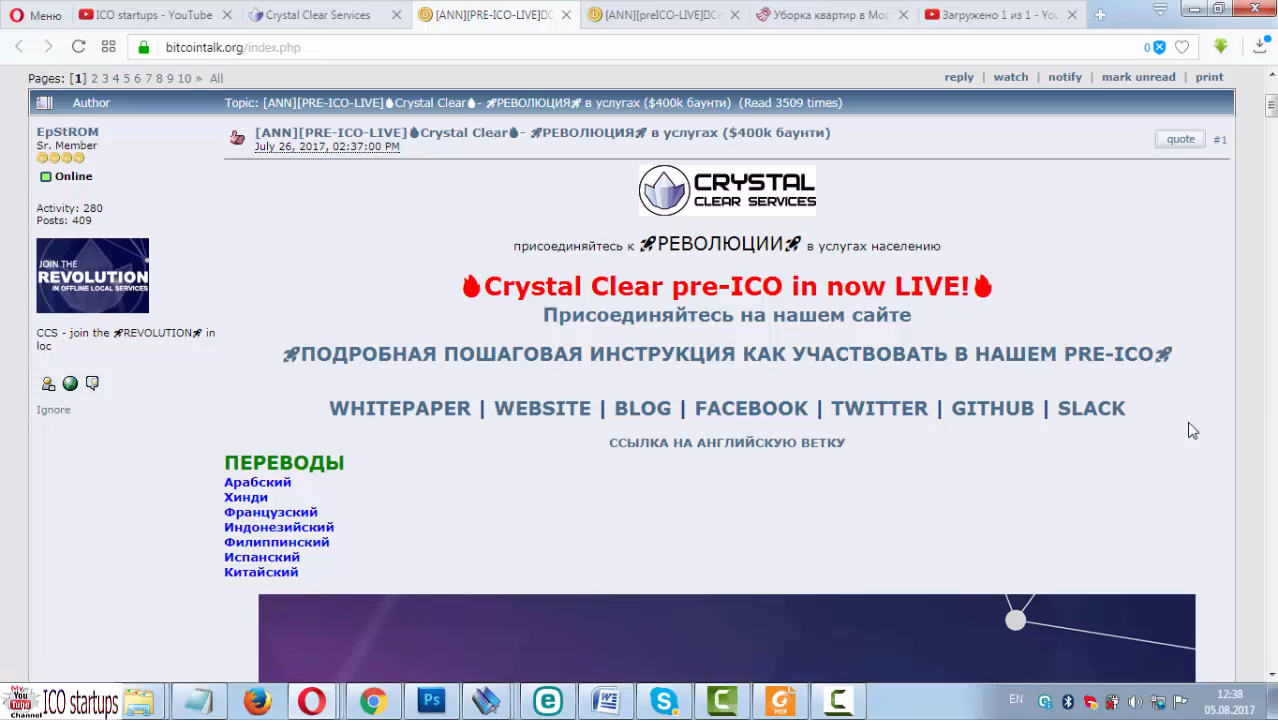 Меню
ICO startups - YouTube
Crystal Clear Services
[ANN][PRE-ICO-LIVE]
[ANN][preICO-LIVE]
Уборка квартир в Мос
Загружено 1 из 1 - You
bitcointalk.org/index.php
0
Pages: [1] 2 3 4 5 6 7 8 9 10 » All
reply | watch | notify | mark unread | print
Author
Topic: [ANN][PRE-ICO-LIVE]Crystal Clear- РЕВОЛЮЦИЯ в услугах ($400k баунти) (Read 3509 times)
EpStROM
Sr. Member
Online
Activity: 280
Posts: 409
JOIN THE
REVOLUTION
IN OFFLINE LOCAL SERVICES
CCS - join the REVOLUTION in
loc
Ignore
[ANN][PRE-ICO-LIVE]Crystal Clear- РЕВОЛЮЦИЯ в услугах ($400k баунти)
July 26, 2017, 02:37:00 PM
quote
#1
CRYSTAL
CLEAR SERVICES
присоединяйтесь к РЕВОЛЮЦИИ в услугах населению
Crystal Clear pre-ICO in now LIVE!
Присоединяйтесь на нашем сайте
ПОДРОБНАЯ ПОШАГОВАЯ ИНСТРУКЦИЯ КАК УЧАСТВОВАТЬ В НАШЕМ PRE-ICO
WHITEPAPER | WEBSITE | BLOG | FACEBOOK | TWITTER | GITHUB | SLACK
ССЫЛКА НА АНГЛИЙСКУЮ ВЕТКУ
ПЕРЕВОДЫ
Арабский
Хинди
Французский
Индонезийский
Филиппинский
Испанский
Китайский
My
You
Tube
Channel
ICO startups
Ps
EN
12:38
05.08.2017